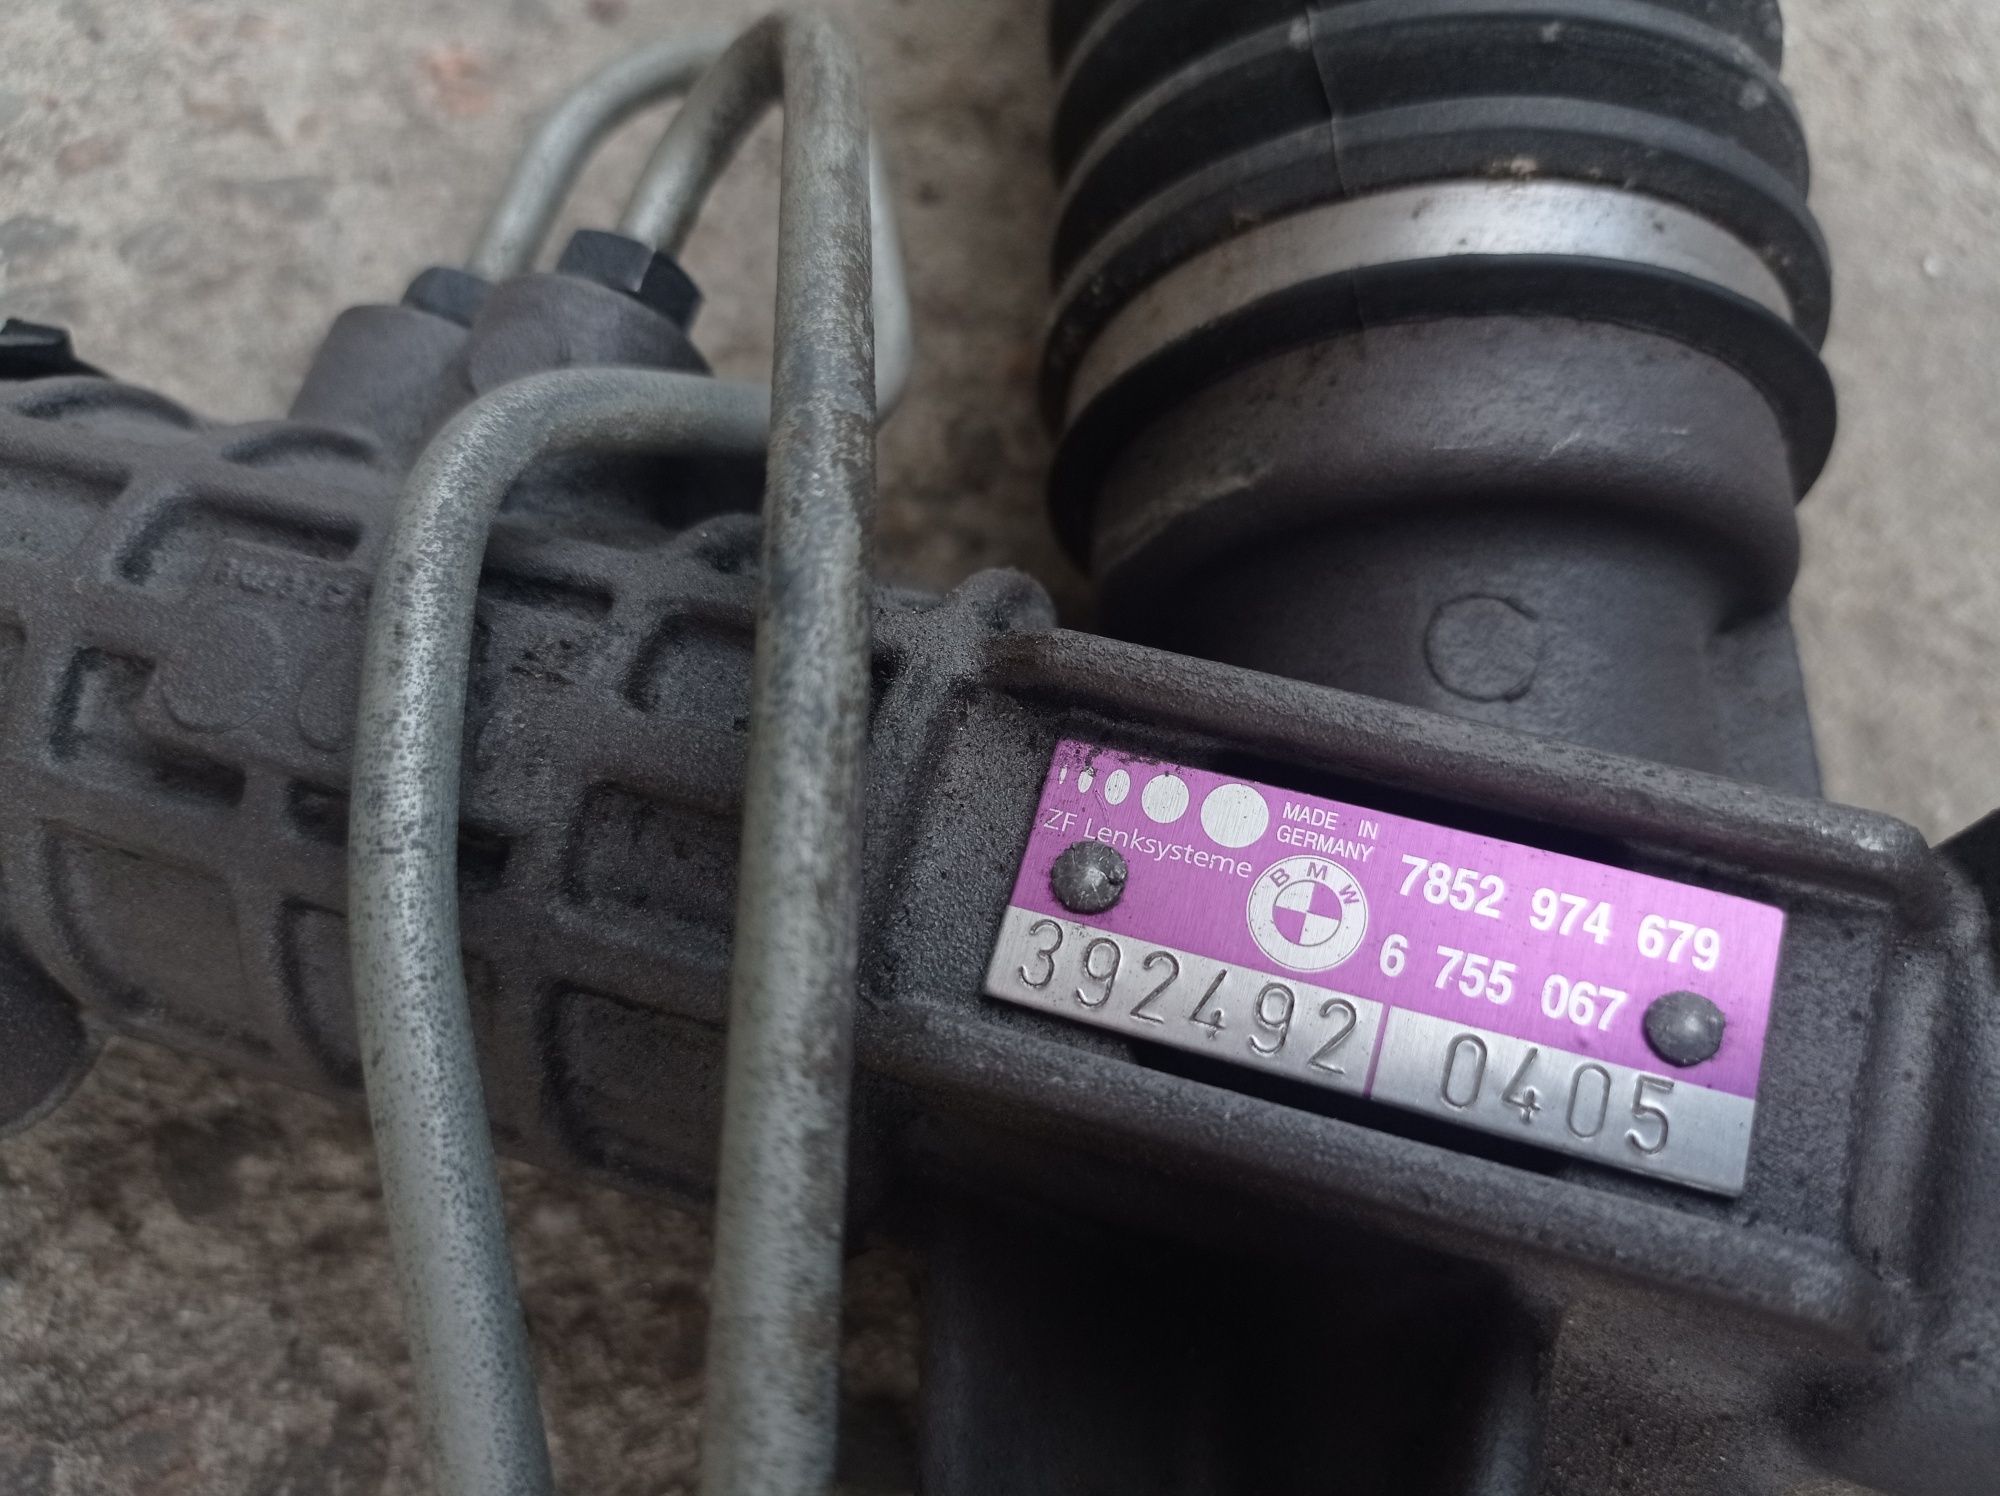 ZF Lenksysteme
MADE IN
GERMANY
BMW
7852 974 679
6 755 067
392492
0405